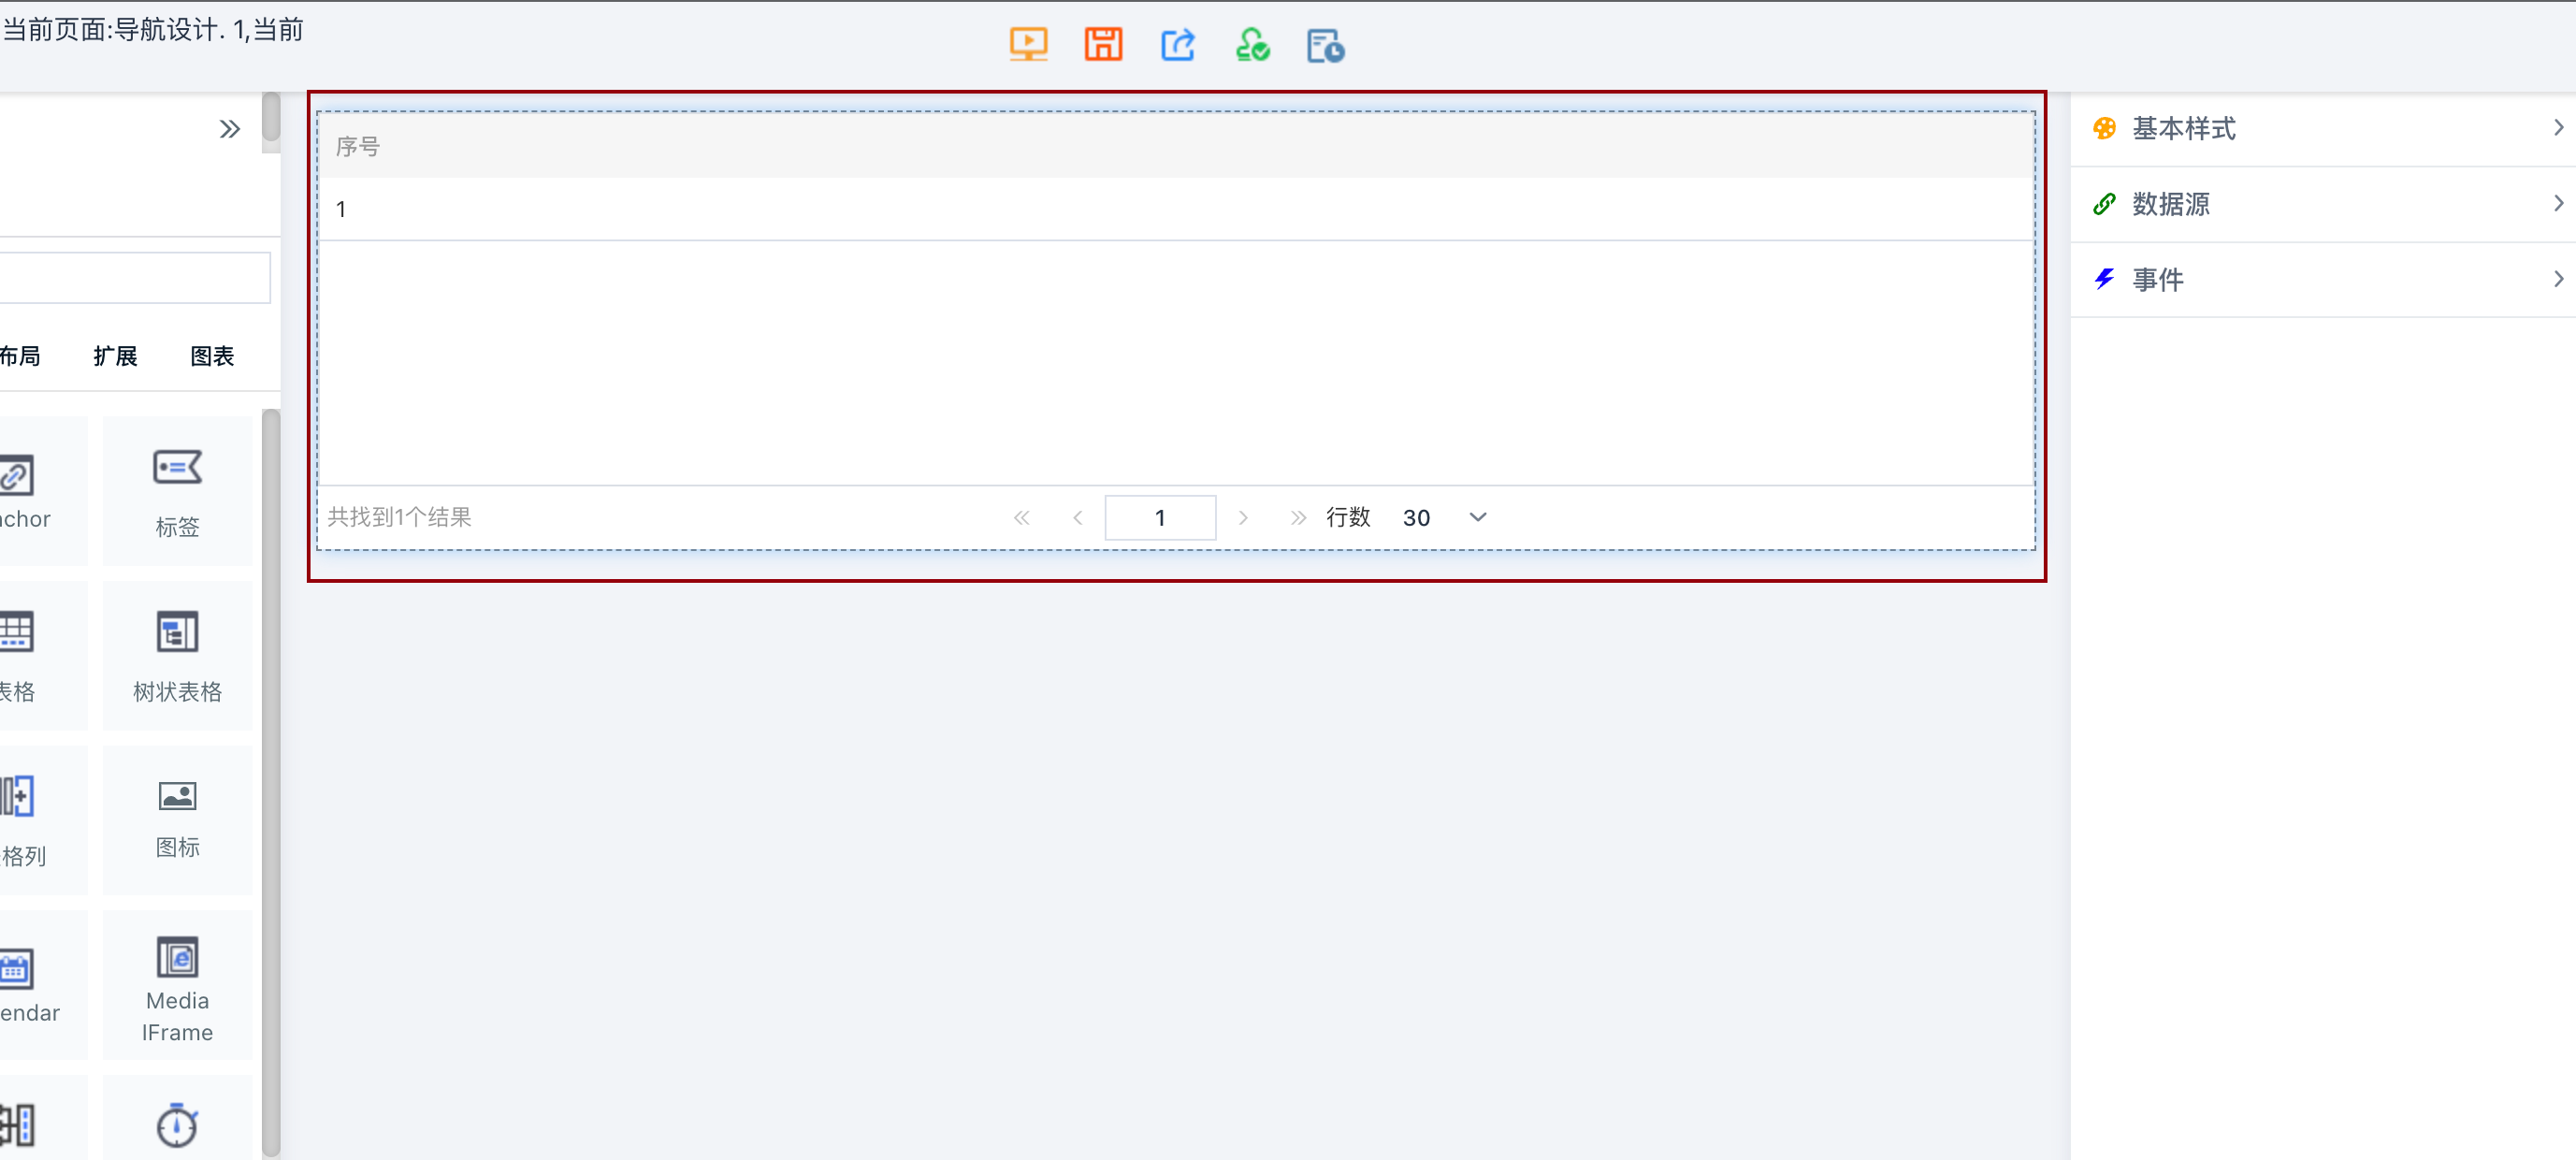 当前页面:导航设计. 1,当前
序号
1
共找到1个结果
1
行数 30
基本样式
数据源
事件
布局 扩展 图表
chor
标签
表格
树状表格
格列
图标
endar
Media
IFrame